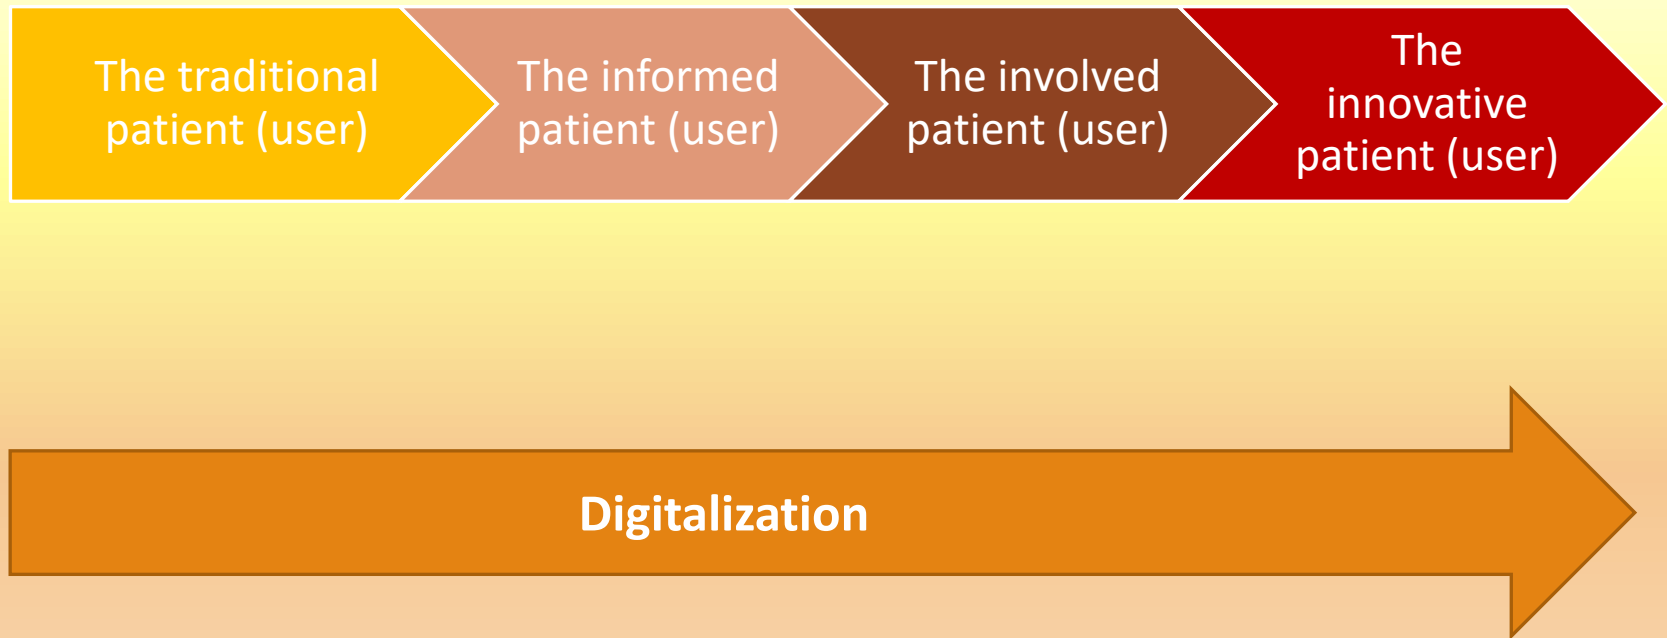 The traditional
patient (user)
The informed
patient (user)
The involved
patient (user)
The
innovative
patient (user)
Digitalization